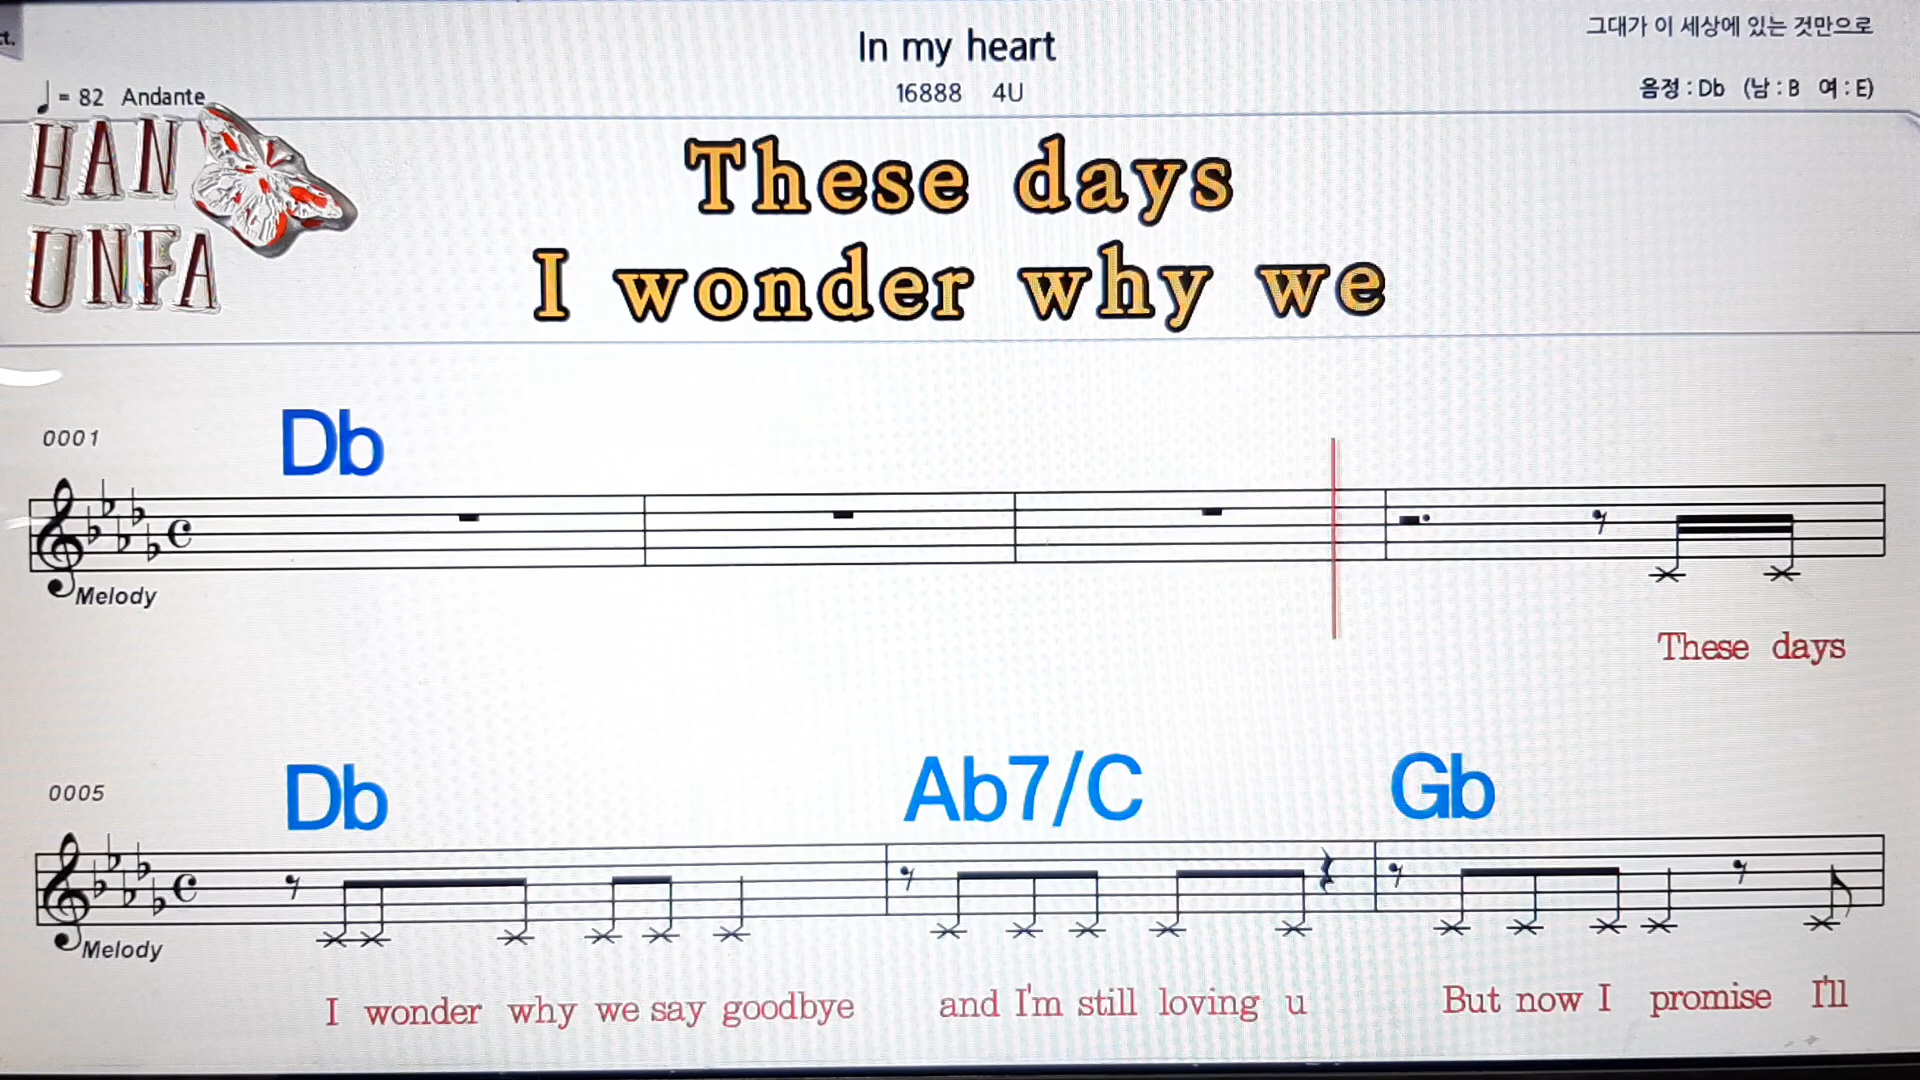 t.
In my heart
그대가 이 세상에 있는 것만으로
♩ = 82 Andante
16888 4U
음정 : Db (남 : B 여 : E)
HAN
UNFA
These days
I wonder why we
0001
Db
Melody
These days
0005
Db Ab7/C Gb
Melody
I wonder why we say goodbye and I'm still loving u But now I promise I'll